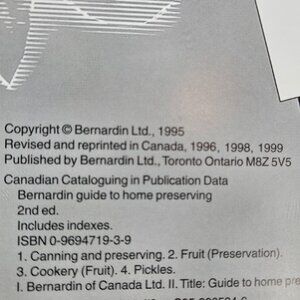 Copyright © Bernardin Ltd., 1995
Revised and reprinted in Canada, 1996, 1998, 1999
Published by Bernardin Ltd., Toronto Ontario M8Z 5V5
Canadian Cataloguing in Publication Data
Bernardin guide to home preserving
2nd ed.
Includes indexes.
ISBN 0-9694719-3-9
1. Canning and preserving. 2. Fruit (Preservation).
3. Cookery (Fruit). 4. Pickles.
I. Bernardin of Canada Ltd. II. Title: Guide to home pre